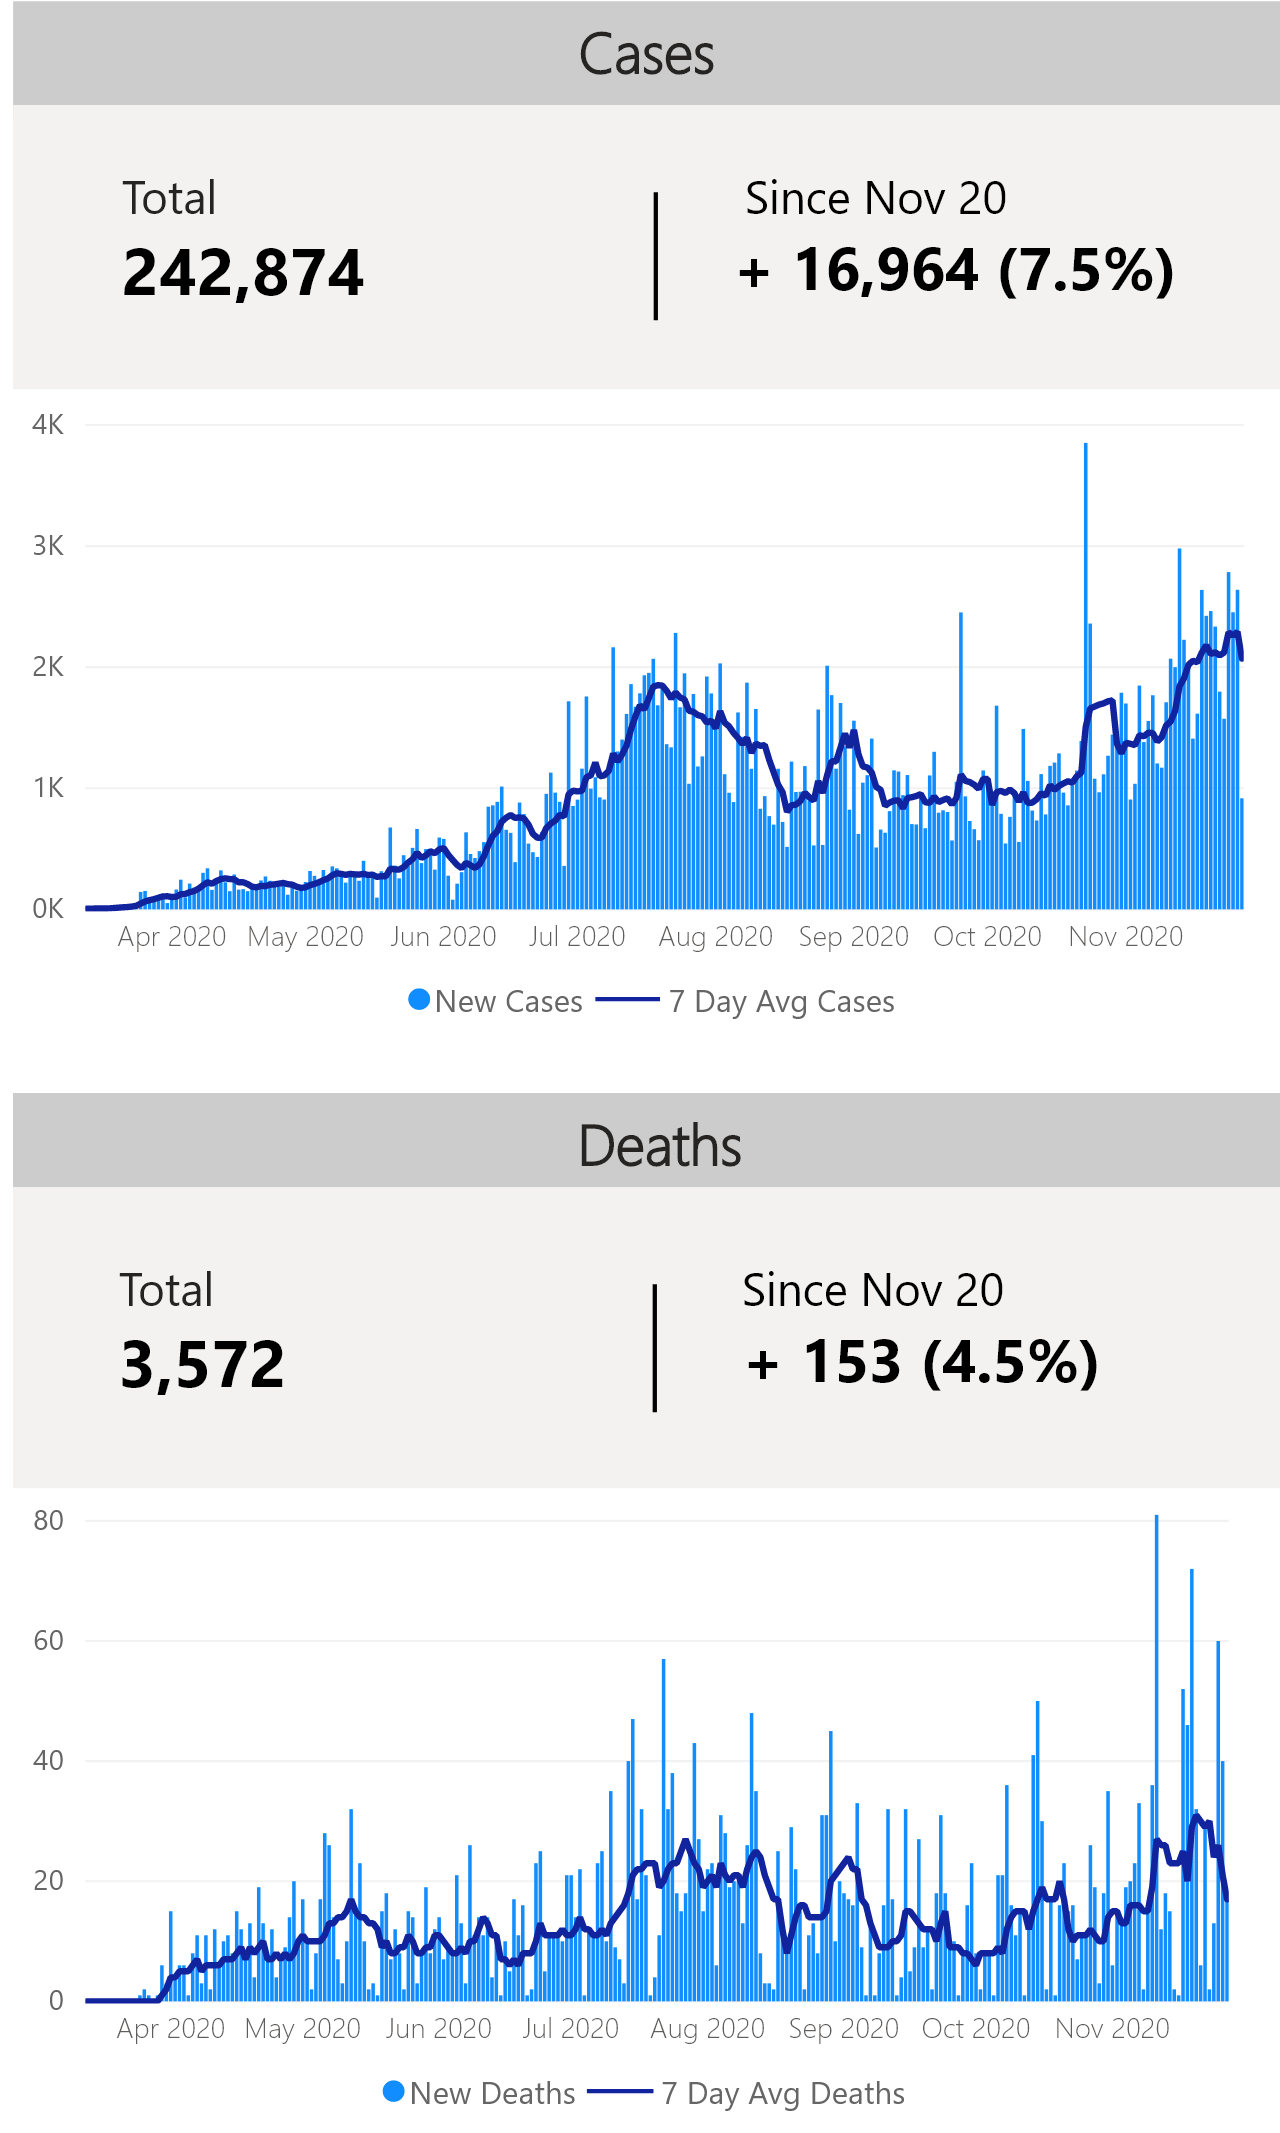 Cases
Total
Since Nov 20
242,874
+ 16,964 (7.5%)
4K
3K
2K
1K
0K
Apr 2020 May 2020 Jun 2020 Jul 2020 Aug 2020 Sep 2020 Oct 2020 Nov 2020
New Cases 7 Day Avg Cases
Deaths
Total
Since Nov 20
3,572
+ 153 (4.5%)
80
60
40
20
0
Apr 2020 May 2020 Jun 2020 Jul 2020 Aug 2020 Sep 2020 Oct 2020 Nov 2020
New Deaths 7 Day Avg Deaths